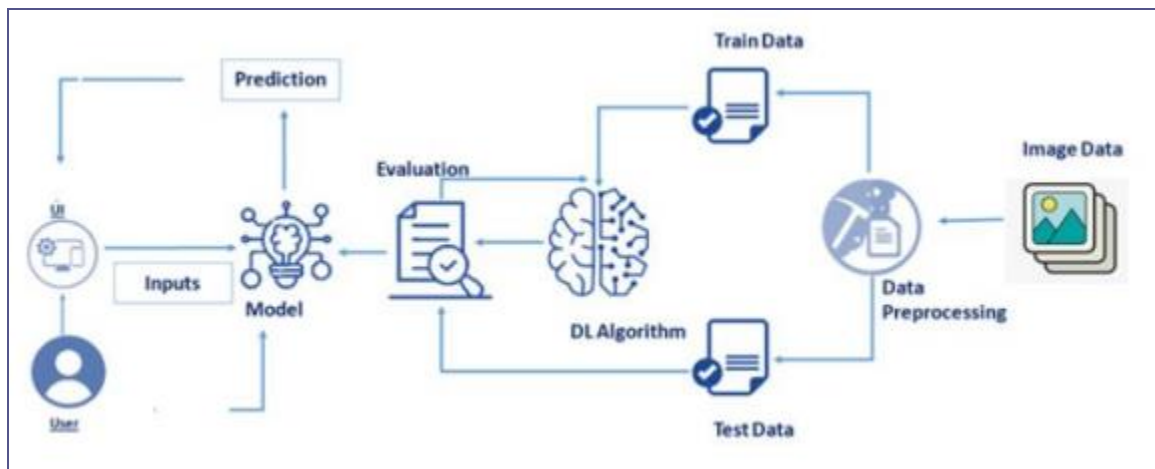 Train Data
Prediction
Image Data
Evaluation
UI
Inputs
Data
Preprocessing
Model
DL Algorithm
User
Test Data